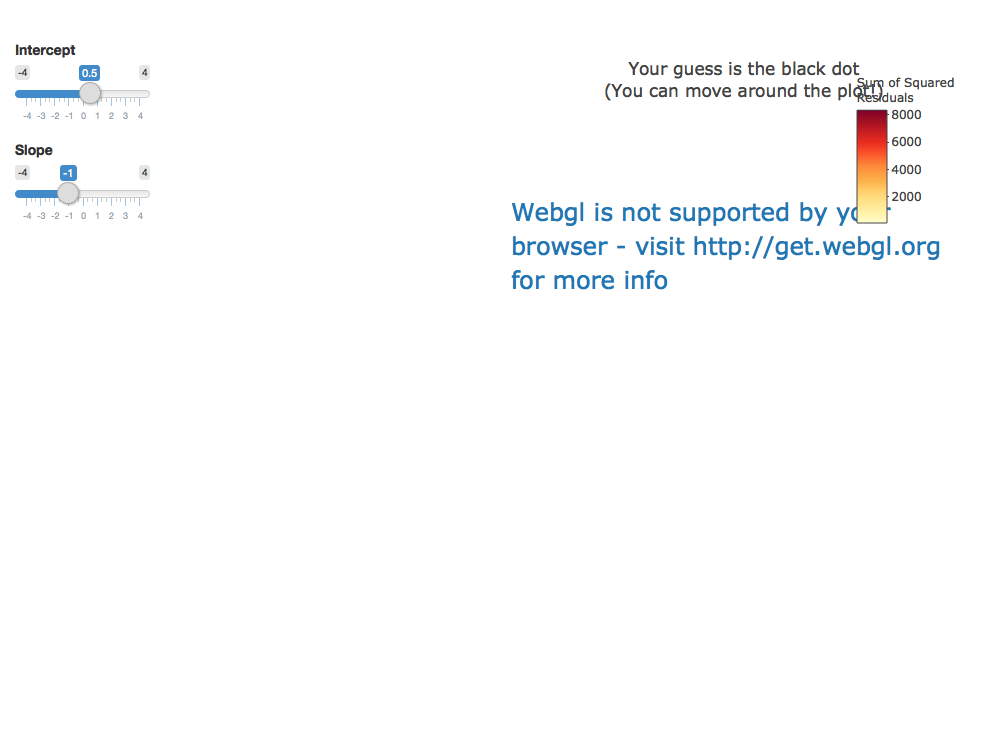 Intercept
-4 0.5 4
-4 -3 -2 -1 0 1 2 3 4
Slope
-4 -1 4
-4 -3 -2 -1 0 1 2 3 4
Your guess is the black dot
(You can move around the plot!)
Sum of Squared
Residuals
8000
6000
4000
2000
Webgl is not supported by your
browser - visit http://get.webgl.org
for more info